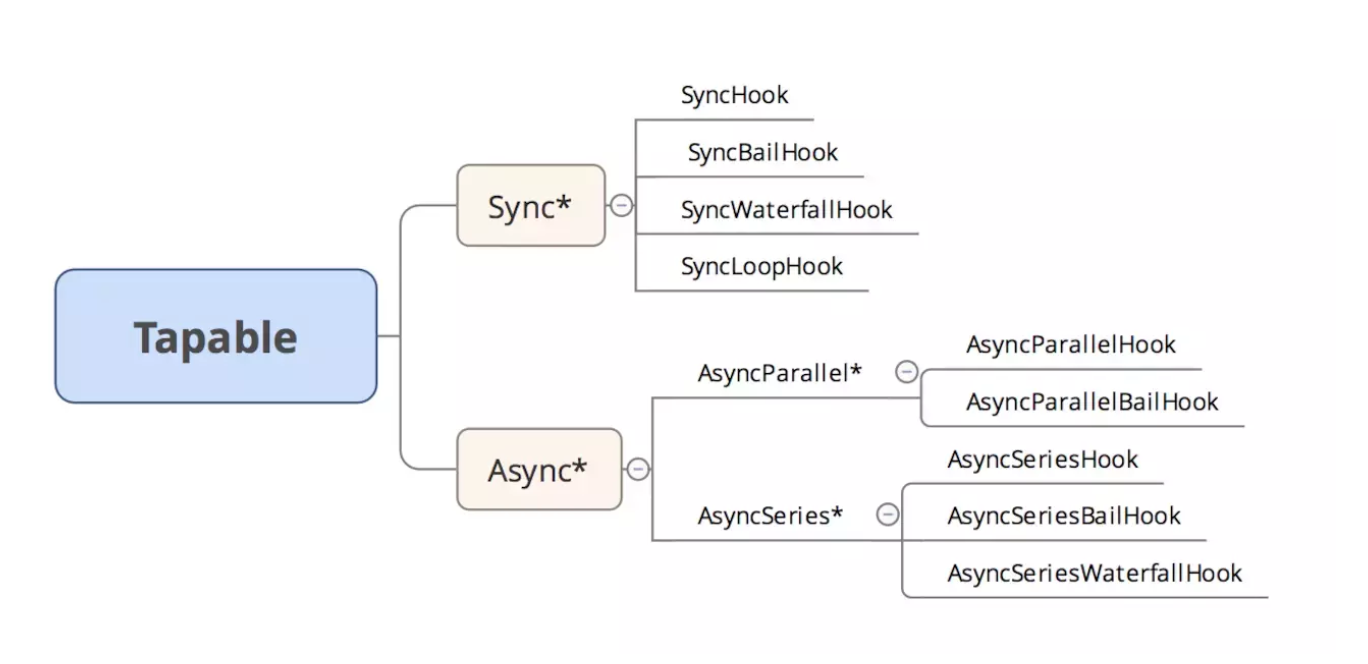 Tapable
Sync*
SyncHook
SyncBailHook
SyncWaterfallHook
SyncLoopHook
Async*
AsyncParallel*
AsyncParallelHook
AsyncParallelBailHook
AsyncSeries*
AsyncSeriesHook
AsyncSeriesBailHook
AsyncSeriesWaterfallHook